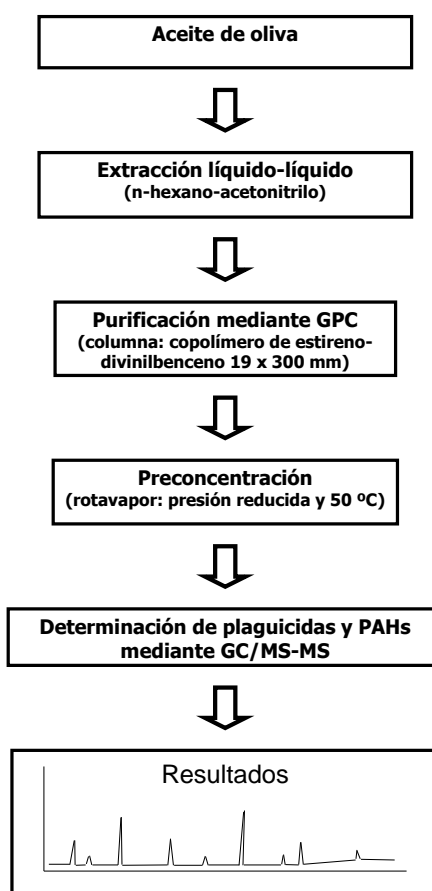 Aceite de oliva
Extracción líquido-líquido
(n-hexano-acetonitrilo)
Purificación mediante GPC
(columna: copolímero de estireno-
divinilbenceno 19 x 300 mm)
Preconcentración
(rotavapor: presión reducida y 50 ºC)
Determinación de plaguicidas y PAHs
mediante GC/MS-MS
Resultados